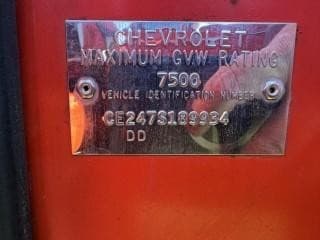 CHEVROLET
MAXIMUM GVW RATING
7500
VEHICLE IDENTIFICATION NUMBER
CE247S189934
DD